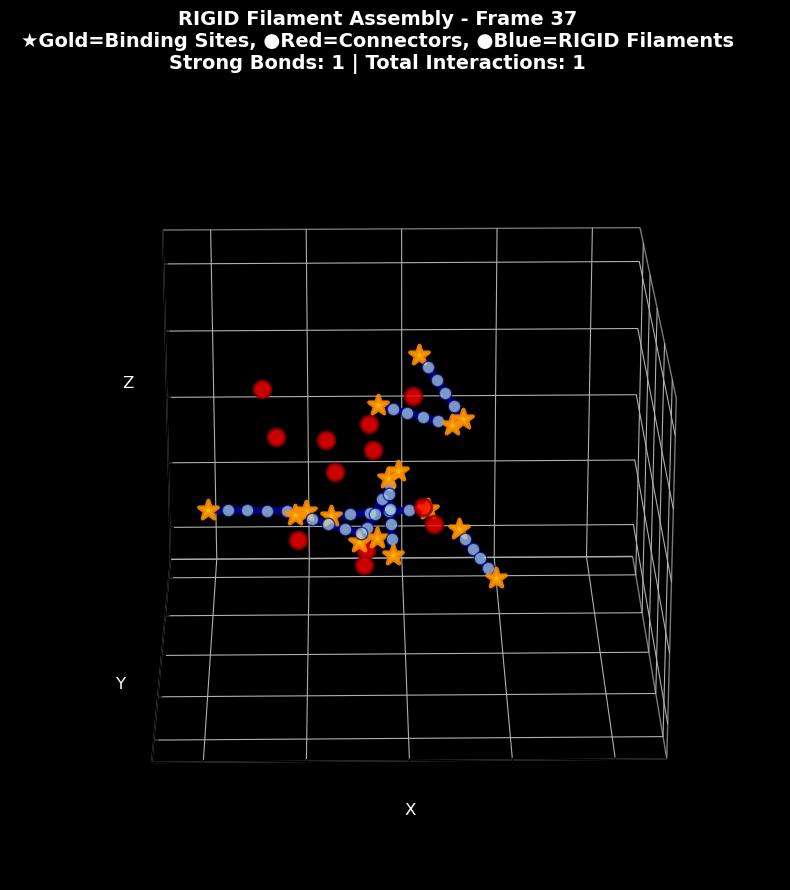 RIGID Filament Assembly - Frame 37
★Gold=Binding Sites, ●Red=Connectors, ●Blue=RIGID Filaments
Strong Bonds: 1 | Total Interactions: 1
Z
Y
X